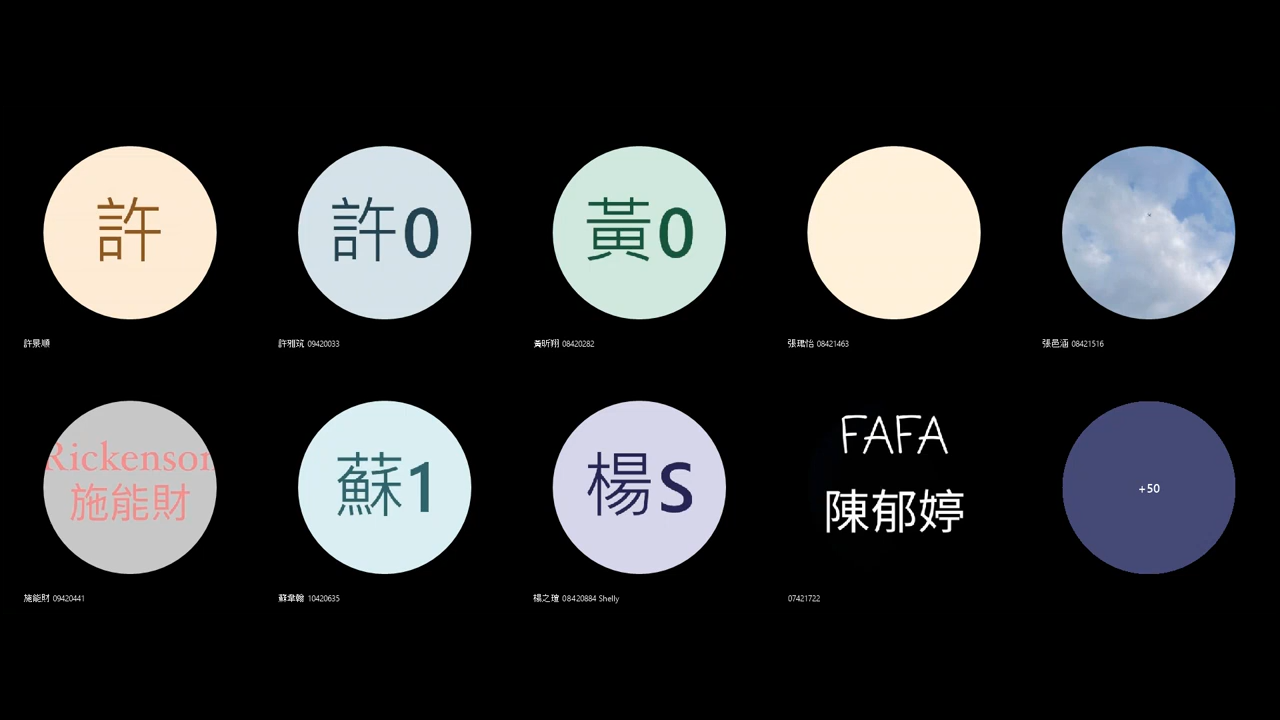 許
許0
黃0
許景順
許雅筑 09420033
黃昕翔 08420282
張珺怡 08421463
張邑涵 08421516
Rickenson
施能財
蘇1
楊S
FAFA
陳郁婷
+50
施能財 09420441
蘇韋翰 10420635
楊之瑄 08420884 Shelly
07421722